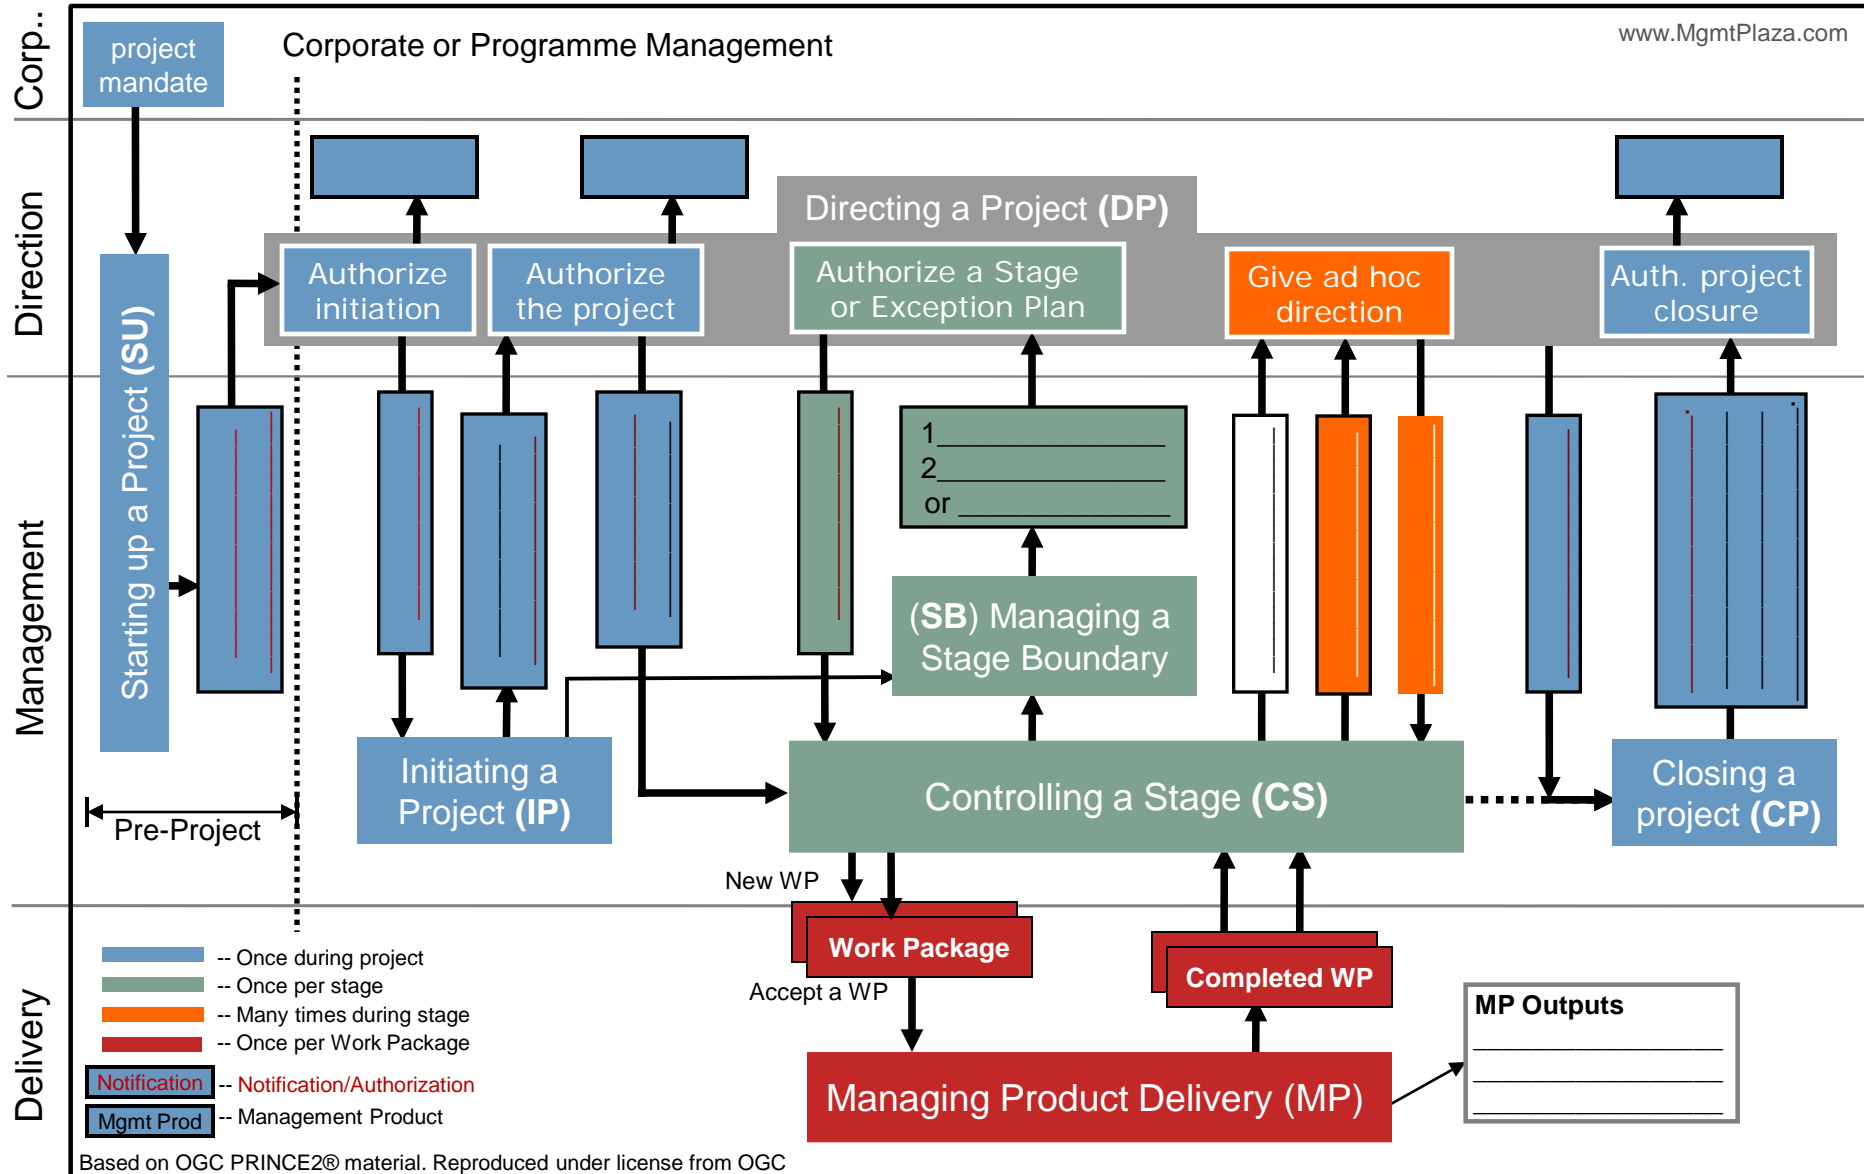 Corp..
project
mandate
Corporate or Programme Management
www.MgmtPlaza.com
Direction
Directing a Project (DP)
Authorize
initiation
Authorize
the project
Authorize a Stage
or Exception Plan
Give ad hoc
direction
Auth. project
closure
Management
Starting up a Project (SU)
1___________________
2___________________
or __________________
(SB) Managing a
Stage Boundary
Initiating a
Project (IP)
Controlling a Stage (CS)
Closing a
project (CP)
Pre-Project
New WP
Delivery
Work Package
Completed WP
Accept a WP
MP Outputs
Managing Product Delivery (MP)
-- Once during project
-- Once per stage
-- Many times during stage
-- Once per Work Package
Notification -- Notification/Authorization
Mgmt Prod -- Management Product
Based on OGC PRINCE2® material. Reproduced under license from OGC